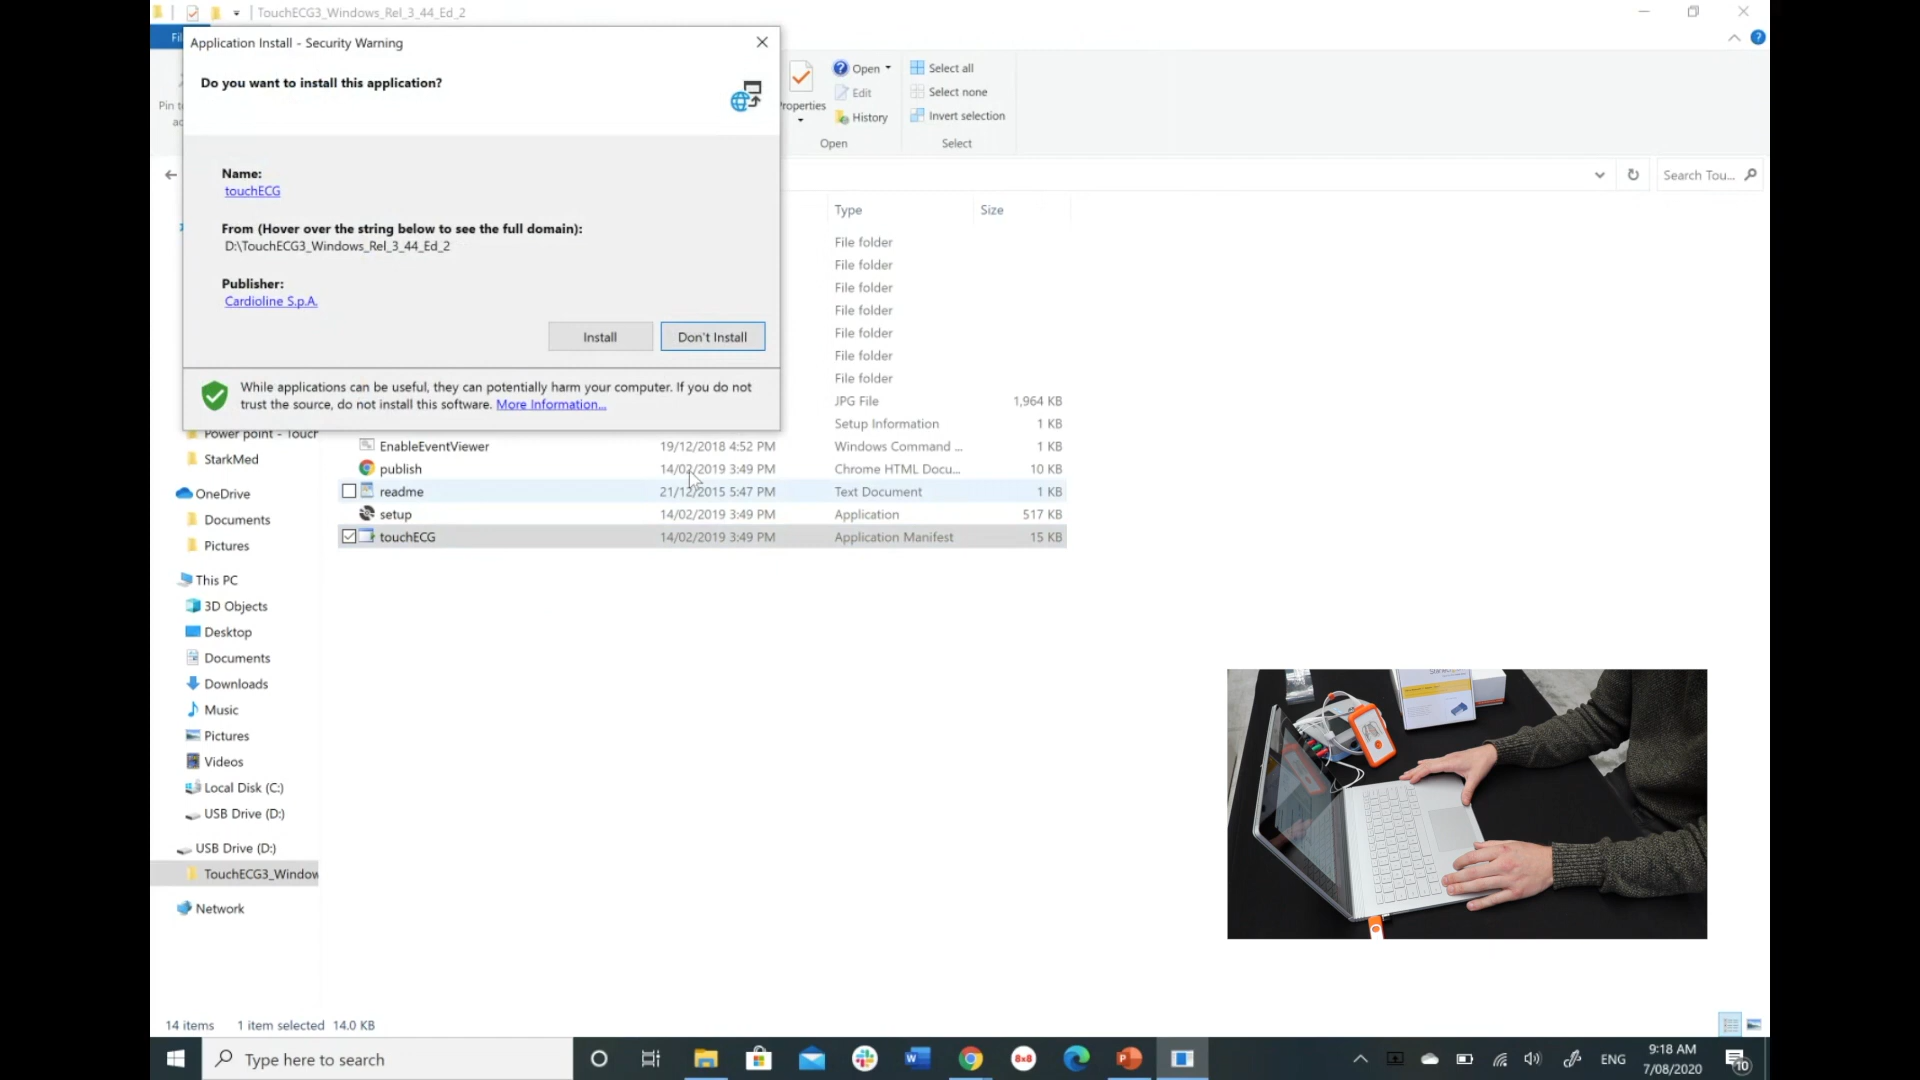 TouchECG3_Windows_Rel_3_44_Ed_2
Application Install - Security Warning
Do you want to install this application?
Name:
touchECG
From (Hover over the string below to see the full domain):
D:\TouchECG3_Windows_Rel_3_44_Ed_2
Publisher:
Cardioline S.p.A.
Install
Don't Install
While applications can be useful, they can potentially harm your computer. If you do not
trust the source, do not install this software. More Information...
Open
Edit
History
Open
Select all
Select none
Invert selection
Select
Search Tou...
Type
Size
File folder
File folder
File folder
File folder
File folder
File folder
File folder
JPG File 1,964 KB
Setup Information 1 KB
EnableEventViewer 19/12/2018 4:52 PM Windows Command ... 1 KB
publish 14/02/2019 3:49 PM Chrome HTML Docu... 10 KB
readme 21/12/2015 5:47 PM Text Document 1 KB
setup 14/02/2019 3:49 PM Application 517 KB
touchECG 14/02/2019 3:49 PM Application Manifest 15 KB
Power point - Touch
StarkMed
OneDrive
Documents
Pictures
This PC
3D Objects
Desktop
Documents
Downloads
Music
Pictures
Videos
Local Disk (C:)
USB Drive (D:)
USB Drive (D:)
TouchECG3_Window
Network
14 items 1 item selected 14.0 KB
Type here to search
8x8
ENG
9:18 AM
7/08/2020
10